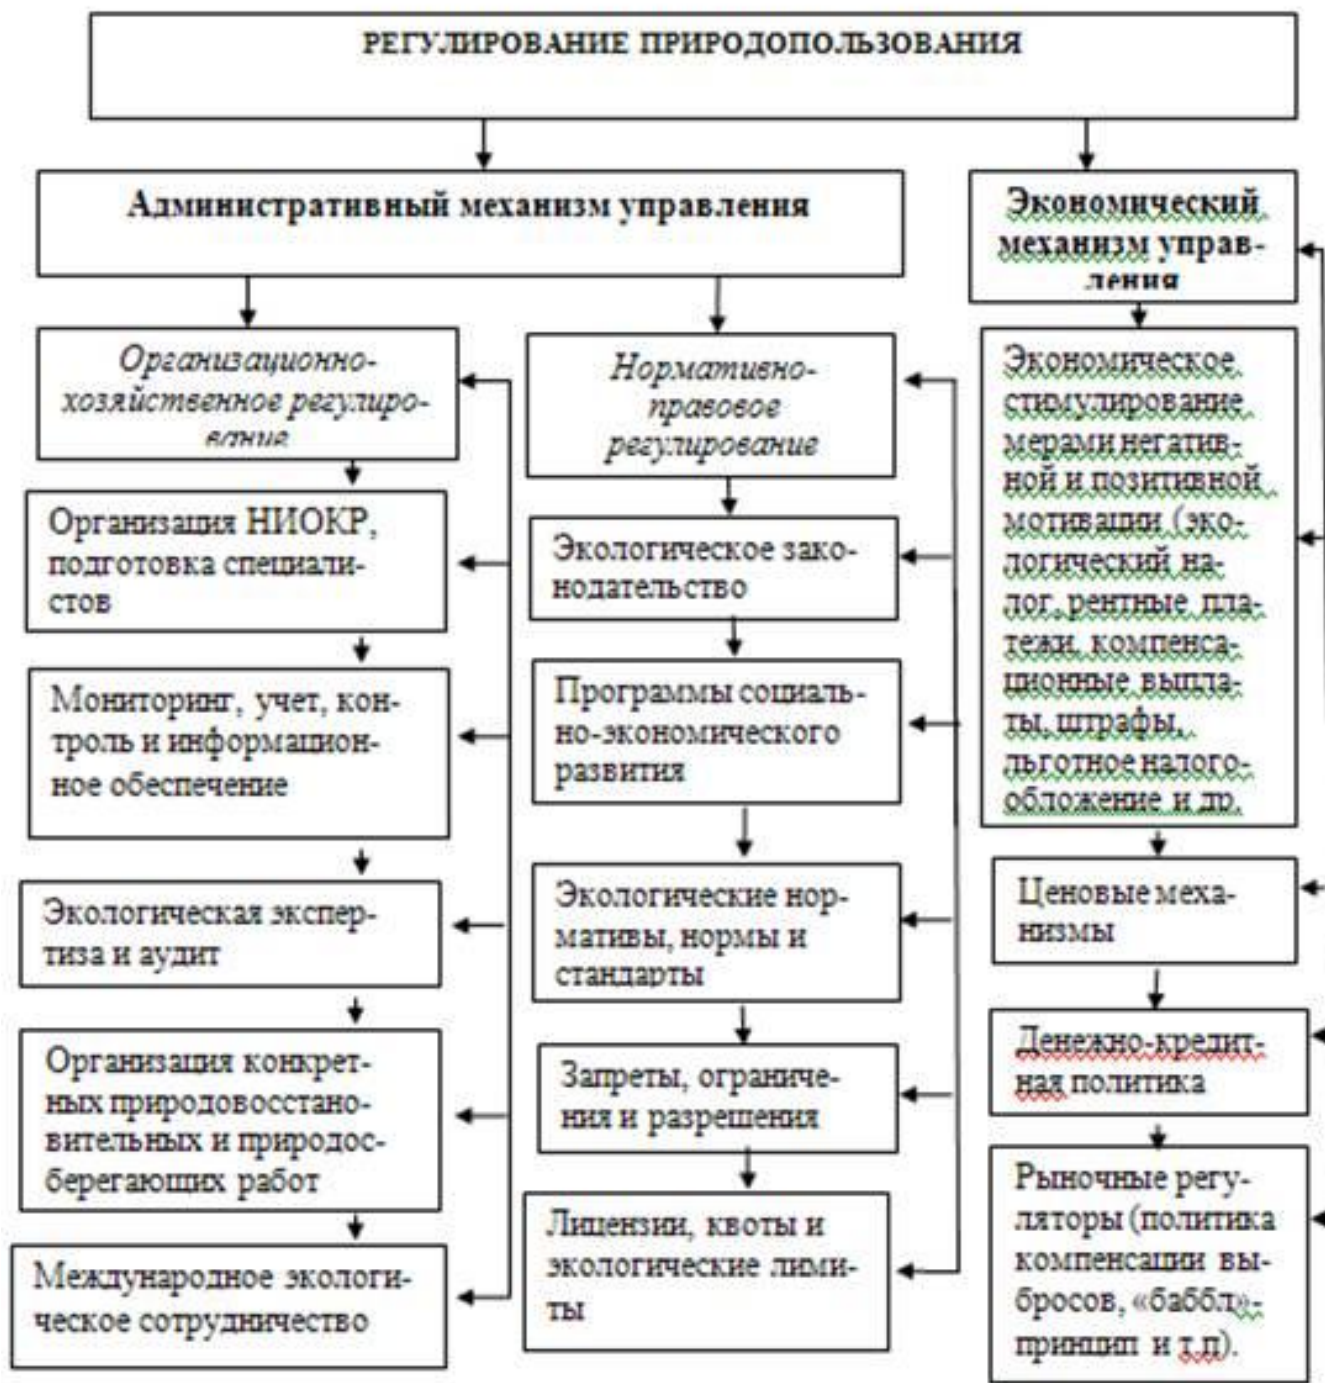 РЕГУЛИРОВАНИЕ ПРИРОДОПОЛЬЗОВАНИЯ
Административный механизм управления
Экономический
механизм управ-
ления
Организационно-
хозяйственное регулиро-
вание
Организация НИОКР,
подготовка специали-
стов
Мониторинг, учет, кон-
троль и информацион-
ное обеспечение
Экологическая экспер-
тиза и аудит
Организация конкрет-
ных природовосстано-
вительных и природос-
берегающих работ
Международное экологи-
ческое сотрудничество
Нормативно-
правовое
регулирование
Экологическое зако-
нодательство
Программы социаль-
но-экономического
развития
Экологические нор-
мативы, нормы и
стандарты
Запреты, ограниче-
ния и разрешения
Лицензии, квоты и
экологические лими-
ты
Экономическое
стимулирование
мерами негатив-
ной и позитивной
мотивации (эко-
логический на-
лог, рентные пла-
тежи, компенса-
ционные выпла-
ты, штрафы,
льготное налого-
обложение и др.
Ценовые меха-
низмы
Денежно-кредит-
ная политика
Рыночные регу-
ляторы (политика
компенсации вы-
бросов, «баббл»-
принцип и т.п).